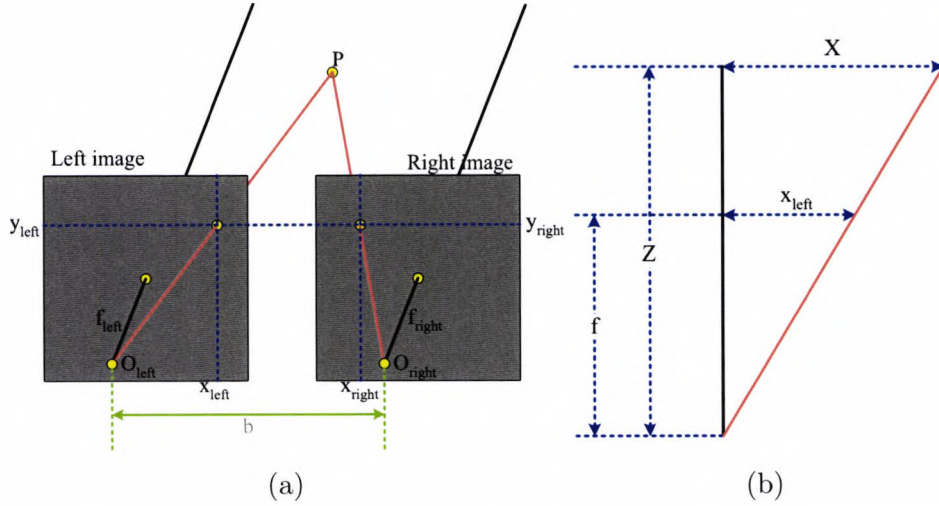 P
Left image
Right image
y_left
y_right
f_left
f_right
O_left
O_right
x_left
x_right
b
(a)
X
x_left
Z
f
(b)